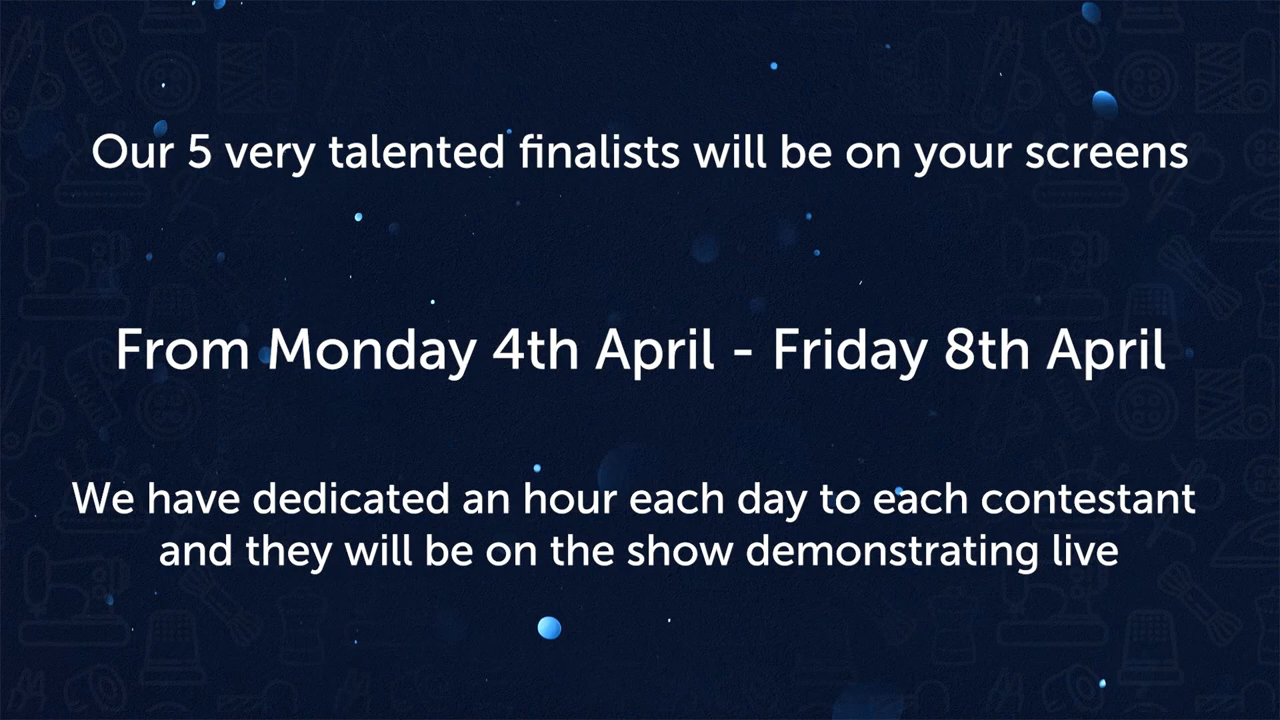 Our 5 very talented finalists will be on your screens
From Monday 4th April - Friday 8th April
We have dedicated an hour each day to each contestant
and they will be on the show demonstrating live